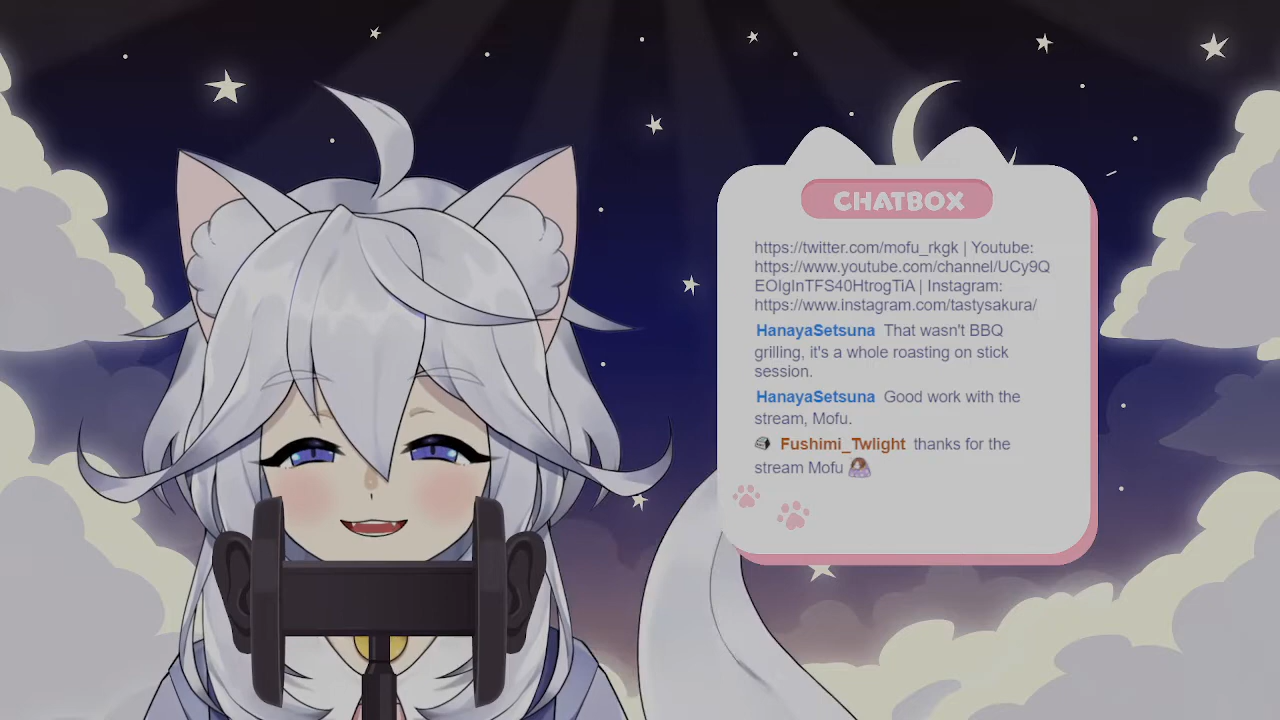 CHATBOX
https://twitter.com/mofu_rkgk | Youtube:
https://www.youtube.com/channel/UCy9Q
EOIgInTFS40HtrogTiA | Instagram:
https://www.instagram.com/tastysakura/
HanayaSetsuna That wasn't BBQ
grilling, it's a whole roasting on stick
session.
HanayaSetsuna Good work with the
stream, Mofu.
Fushimi_Twlight thanks for the
stream Mofu